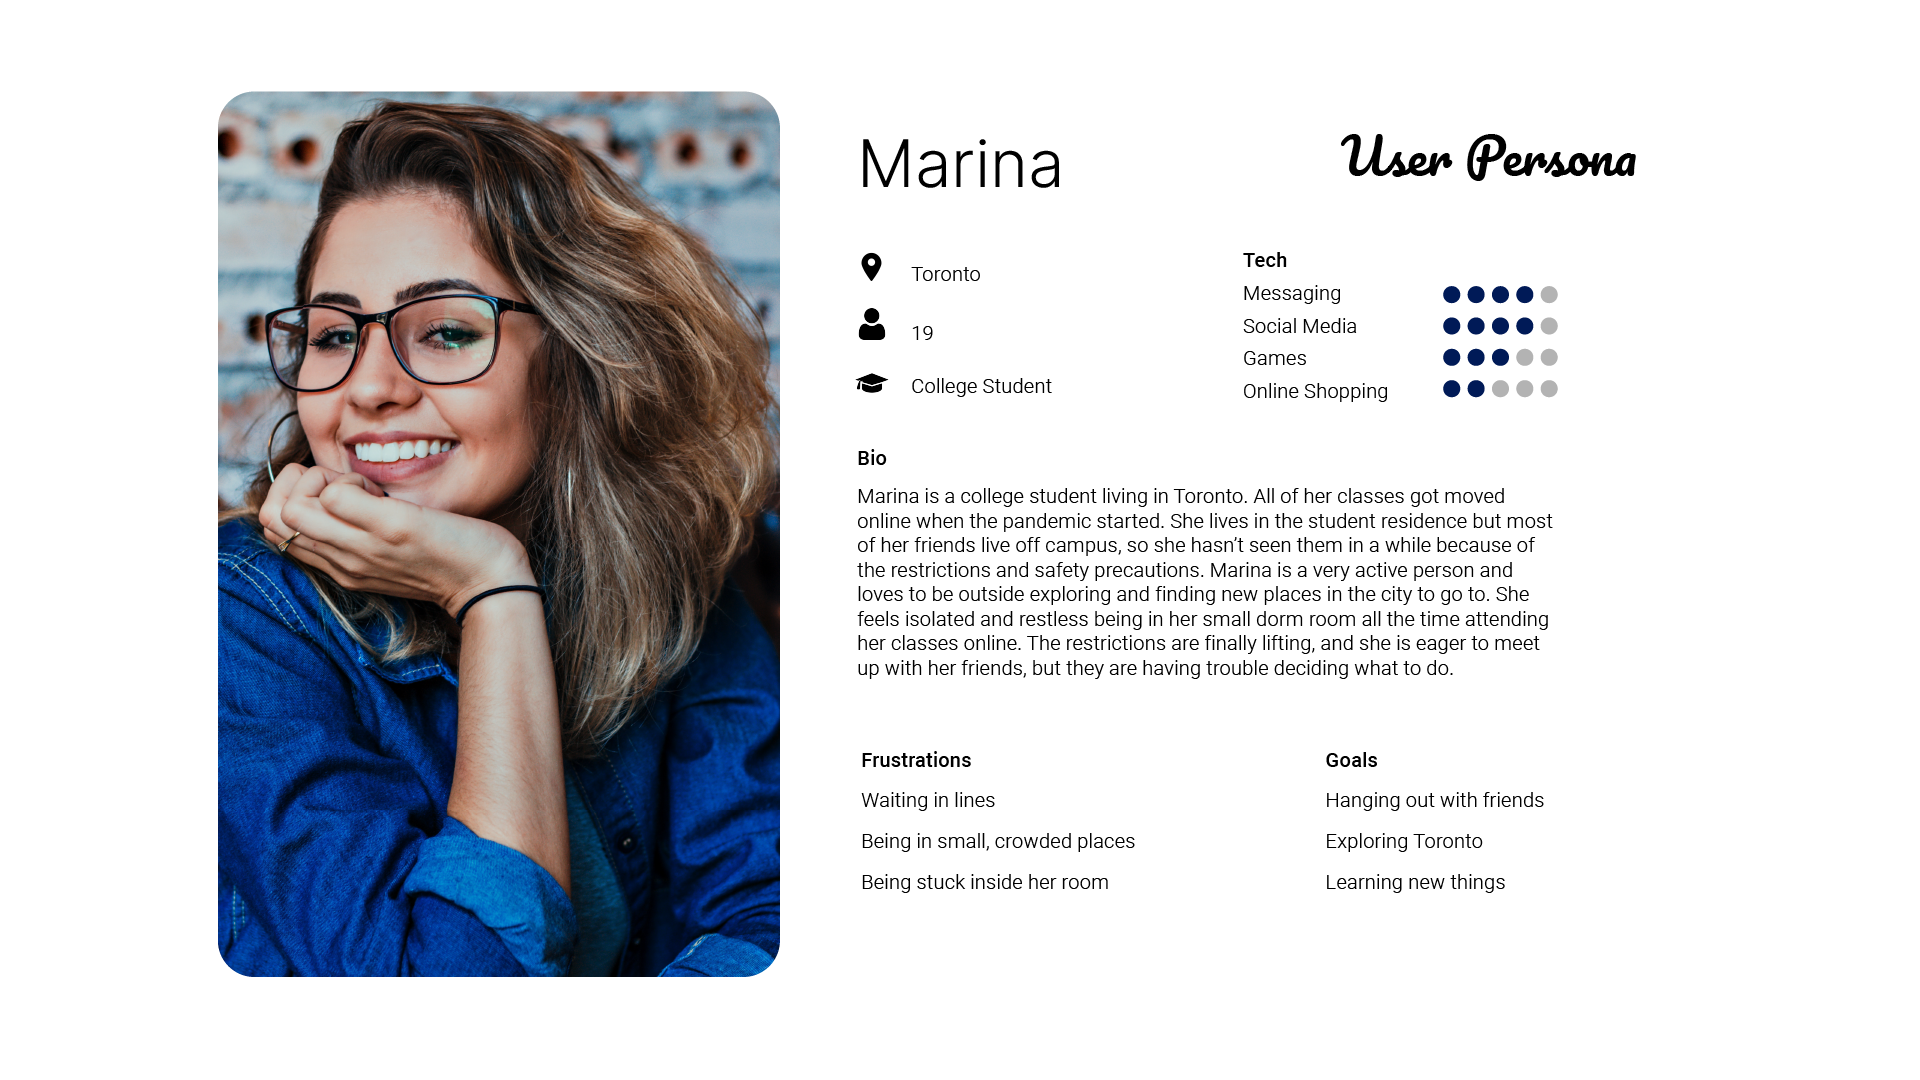 Marina
User Persona
Toronto
19
College Student
Tech
Messaging
Social Media
Games
Online Shopping
Bio
Marina is a college student living in Toronto. All of her classes got moved
online when the pandemic started. She lives in the student residence but most
of her friends live off campus, so she hasn’t seen them in a while because of
the restrictions and safety precautions. Marina is a very active person and
loves to be outside exploring and finding new places in the city to go to. She
feels isolated and restless being in her small dorm room all the time attending
her classes online. The restrictions are finally lifting, and she is eager to meet
up with her friends, but they are having trouble deciding what to do.
Frustrations
Waiting in lines
Being in small, crowded places
Being stuck inside her room
Goals
Hanging out with friends
Exploring Toronto
Learning new things